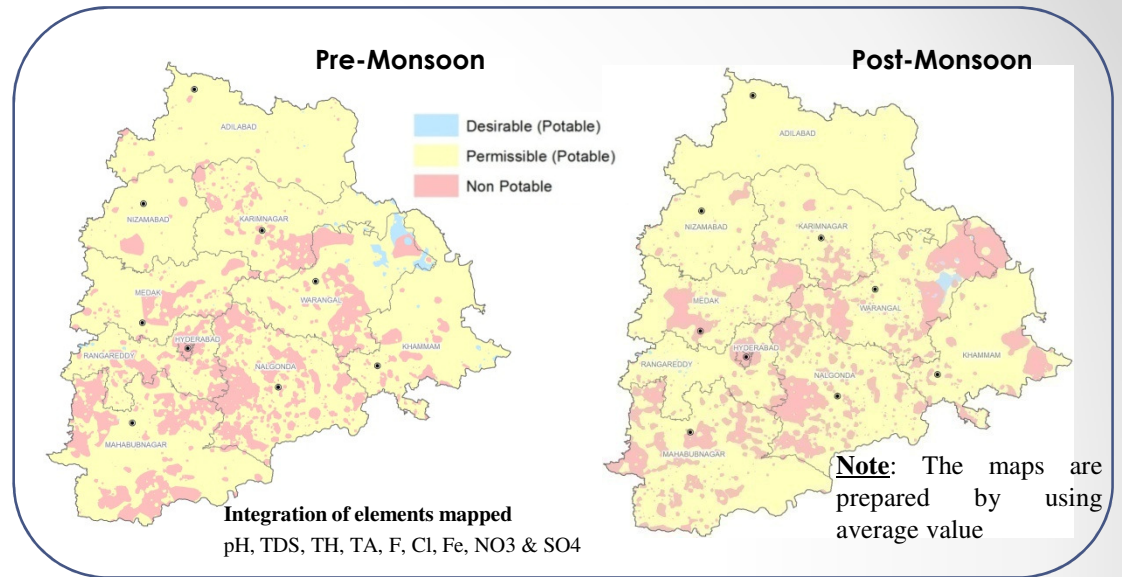 Pre-Monsoon
Post-Monsoon
Desirable (Potable)
Permissible (Potable)
Non Potable
ADILABAD
NIZAMABAD
KARIMNAGAR
MEDAK
WARANGAL
HYDERABAD
RANGAREDDY
KHAMMAM
NALGONDA
MAHABUBNAGAR
ADILABAD
NIZAMABAD
KARIMNAGAR
MEDAK
WARANGAL
HYDERABAD
RANGAREDDY
KHAMMAM
NALGONDA
MAHABUBNAGAR
Integration of elements mapped
pH, TDS, TH, TA, F, Cl, Fe, NO3 & SO4
Note: The maps are
prepared by using
average value